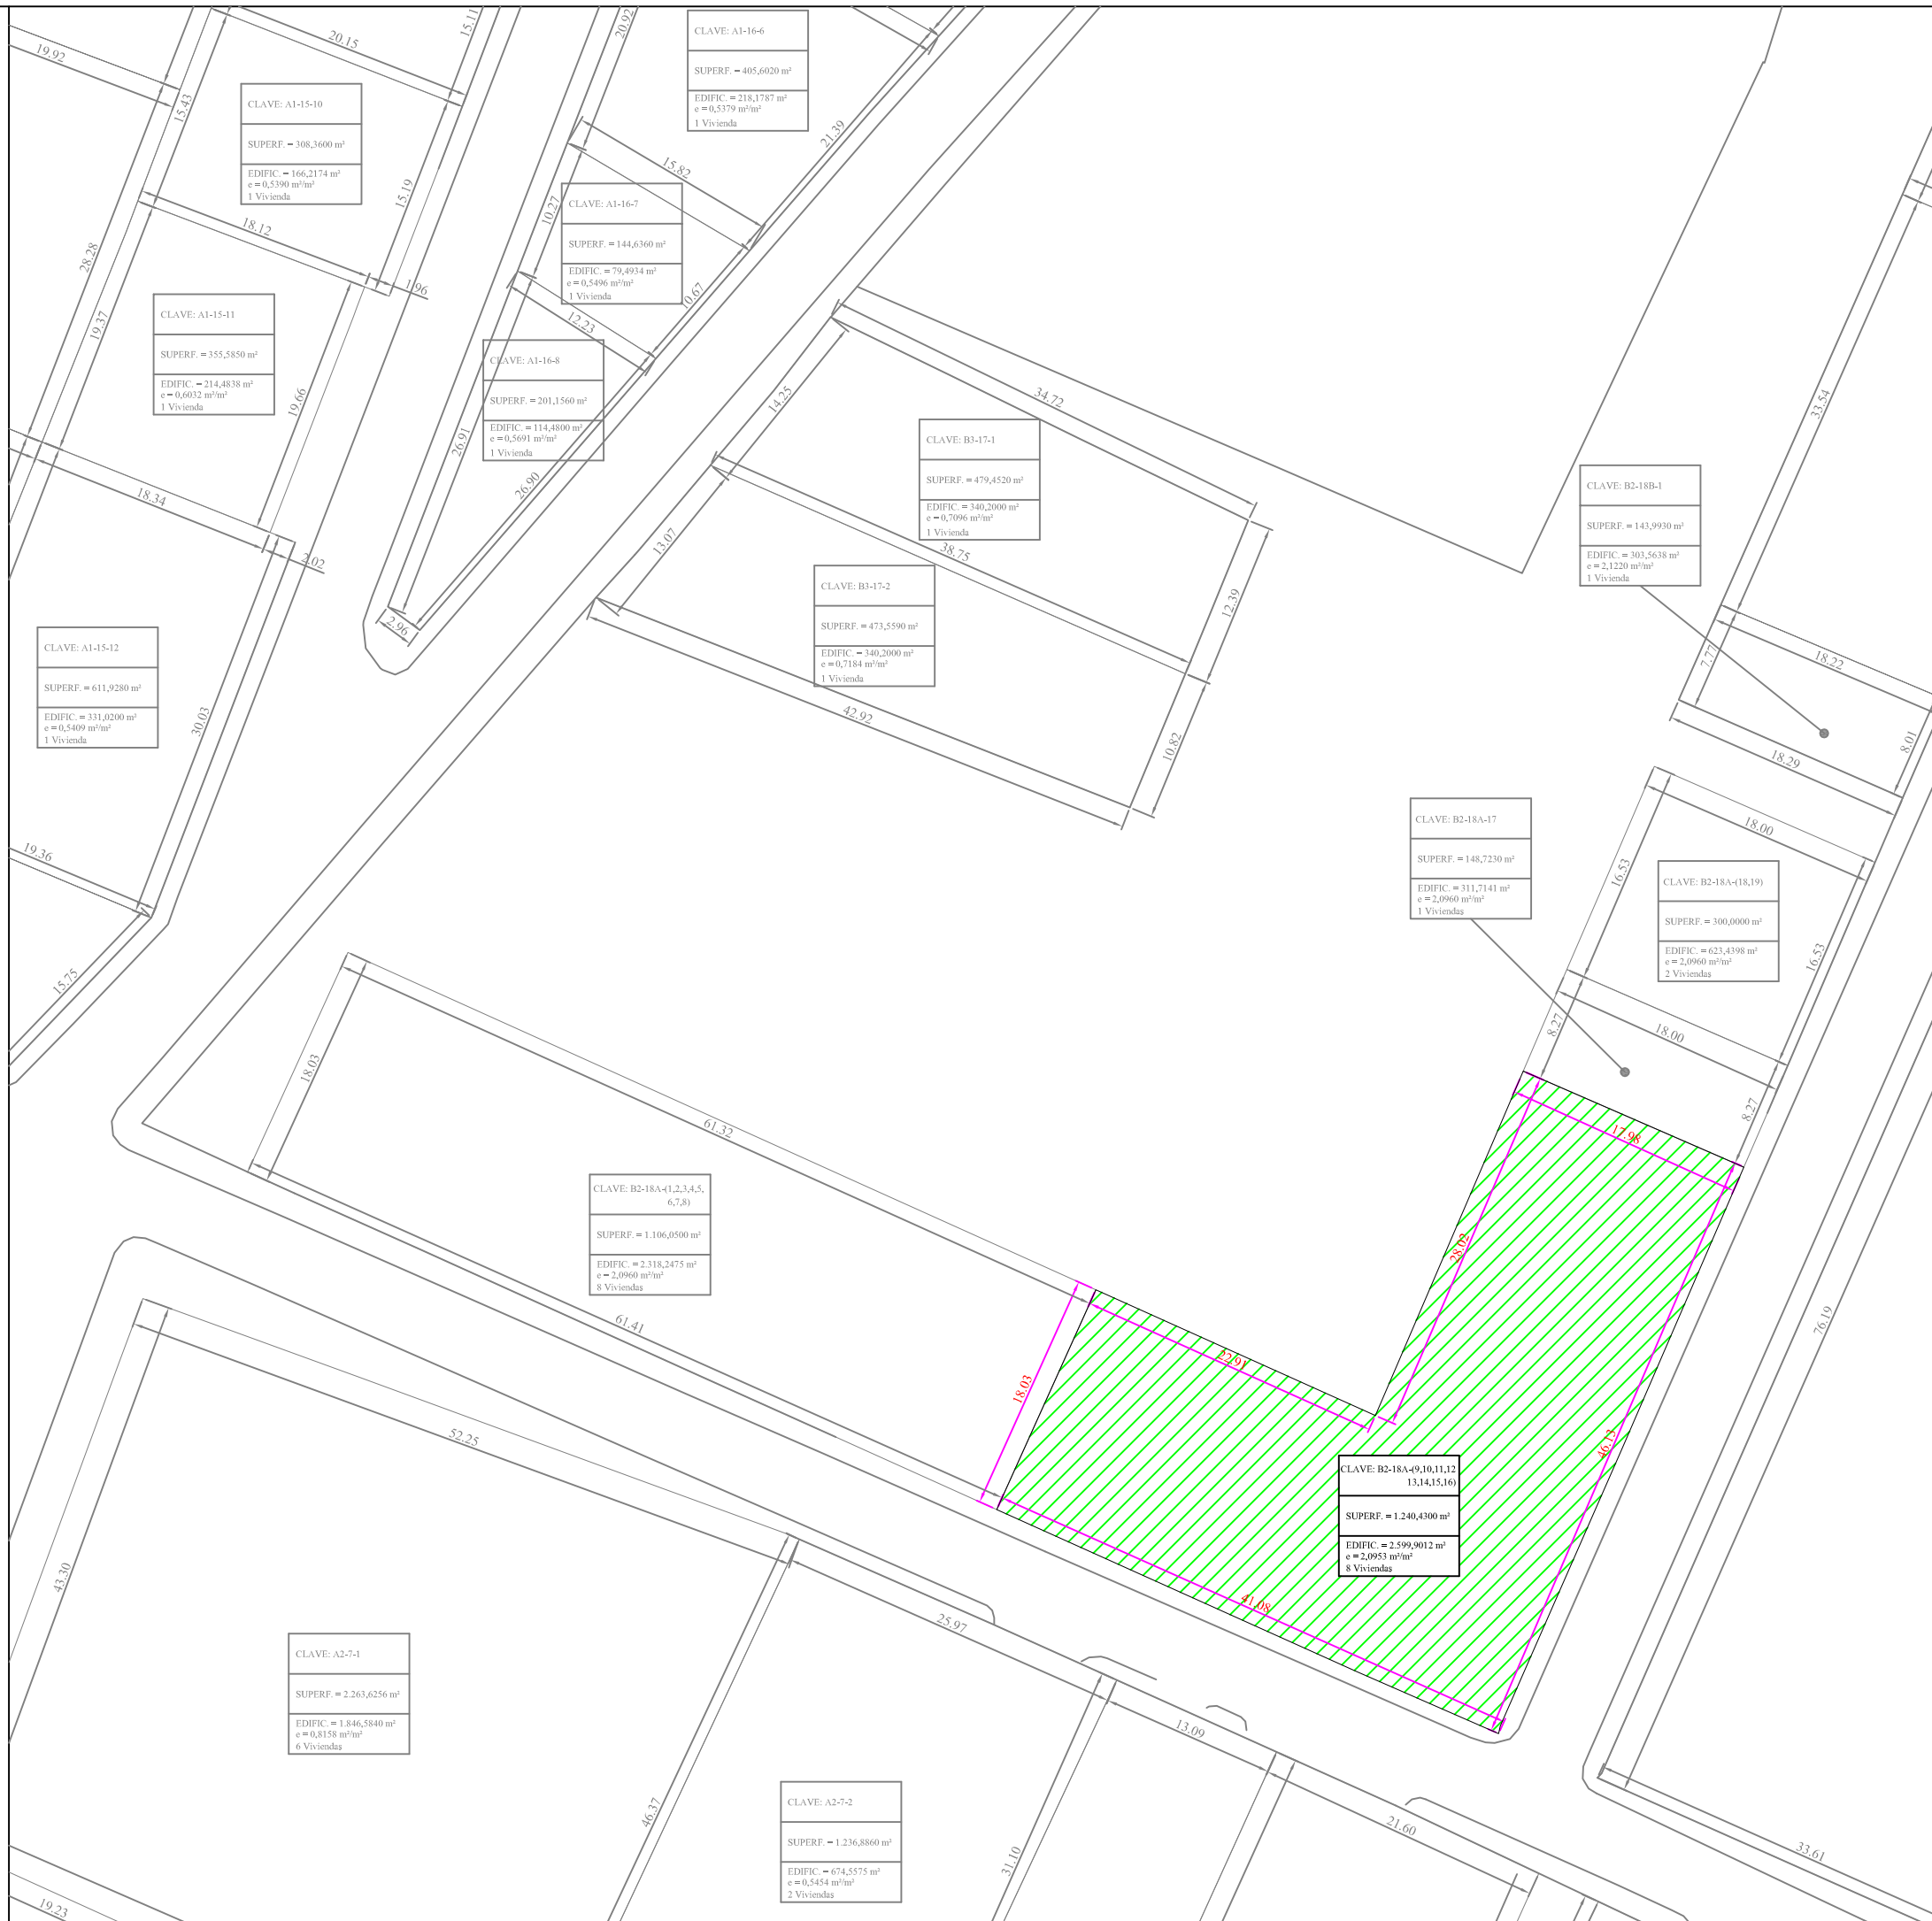 19.92
20.15
15.11
20.92
CLAVE: A1-16-6
SUPERF. = 405,6020 m²
EDIFIC. = 218,1787 m²
e = 0,5379 m²/m²
1 Vivienda
15.43
CLAVE: A1-15-10
SUPERF. = 308,3600 m²
EDIFIC. = 166,2174 m²
e = 0,5390 m²/m²
1 Vivienda
21.39
15.82
15.19
10.27
CLAVE: A1-16-7
SUPERF. = 144,6360 m²
EDIFIC. = 79,4934 m²
e = 0,5496 m²/m²
1 Vivienda
18.12
28.28
1.96
10.67
19.37
CLAVE: A1-15-11
SUPERF. = 355,5850 m²
EDIFIC. = 214,4838 m²
e = 0,6032 m²/m²
1 Vivienda
12.23
CLAVE: A1-16-8
SUPERF. = 201,1560 m²
EDIFIC. = 114,4800 m²
e = 0,5691 m²/m²
1 Vivienda
19.66
14.25
34.72
33.54
26.91
26.90
CLAVE: B3-17-1
SUPERF. = 479,4520 m²
EDIFIC. = 340,2000 m²
e = 0,7096 m²/m²
1 Vivienda
CLAVE: B2-18B-1
SUPERF. = 143,9930 m²
EDIFIC. = 303,5638 m²
e = 2,1220 m²/m²
1 Vivienda
18.34
2.02
13.07
38.75
12.39
CLAVE: B3-17-2
SUPERF. = 473,5590 m²
EDIFIC. = 340,2000 m²
e = 0,7184 m²/m²
1 Vivienda
2.96
CLAVE: A1-15-12
SUPERF. = 611,9280 m²
EDIFIC. = 331,0200 m²
e = 0,5409 m²/m²
1 Vivienda
7.77
18.22
30.03
42.92
10.82
8.01
18.29
CLAVE: B2-18A-17
SUPERF. = 148,7230 m²
EDIFIC. = 311,7141 m²
e = 2,0960 m²/m²
1 Viviendas
18.00
16.53
CLAVE: B2-18A-(18,19)
SUPERF. = 300,0000 m²
EDIFIC. = 623,4398 m²
e = 2,0960 m²/m²
2 Viviendas
19.36
15.75
16.53
8.27
18.00
18.03
61.32
8.27
17.98
CLAVE: B2-18A-(1,2,3,4,5,
6,7,8)
SUPERF. = 1.106,0500 m²
EDIFIC. = 2.318,2475 m²
e = 2,0960 m²/m²
8 Viviendas
28.02
61.41
76.19
22.91
18.03
52.25
46.13
CLAVE: B2-18A-(9,10,11,12
13,14,15,16)
SUPERF. = 1.240,4300 m²
EDIFIC. = 2.599,9012 m²
e = 2,0953 m²/m²
8 Viviendas
43.30
41.08
25.97
CLAVE: A2-7-1
SUPERF. = 2.263,6256 m²
EDIFIC. = 1.846,5840 m²
e = 0,8158 m²/m²
6 Viviendas
13.09
46.37
CLAVE: A2-7-2
SUPERF. = 1.236,8860 m²
EDIFIC. = 674,5575 m²
e = 0,5454 m²/m²
2 Viviendas
31.10
21.60
33.61
19.23